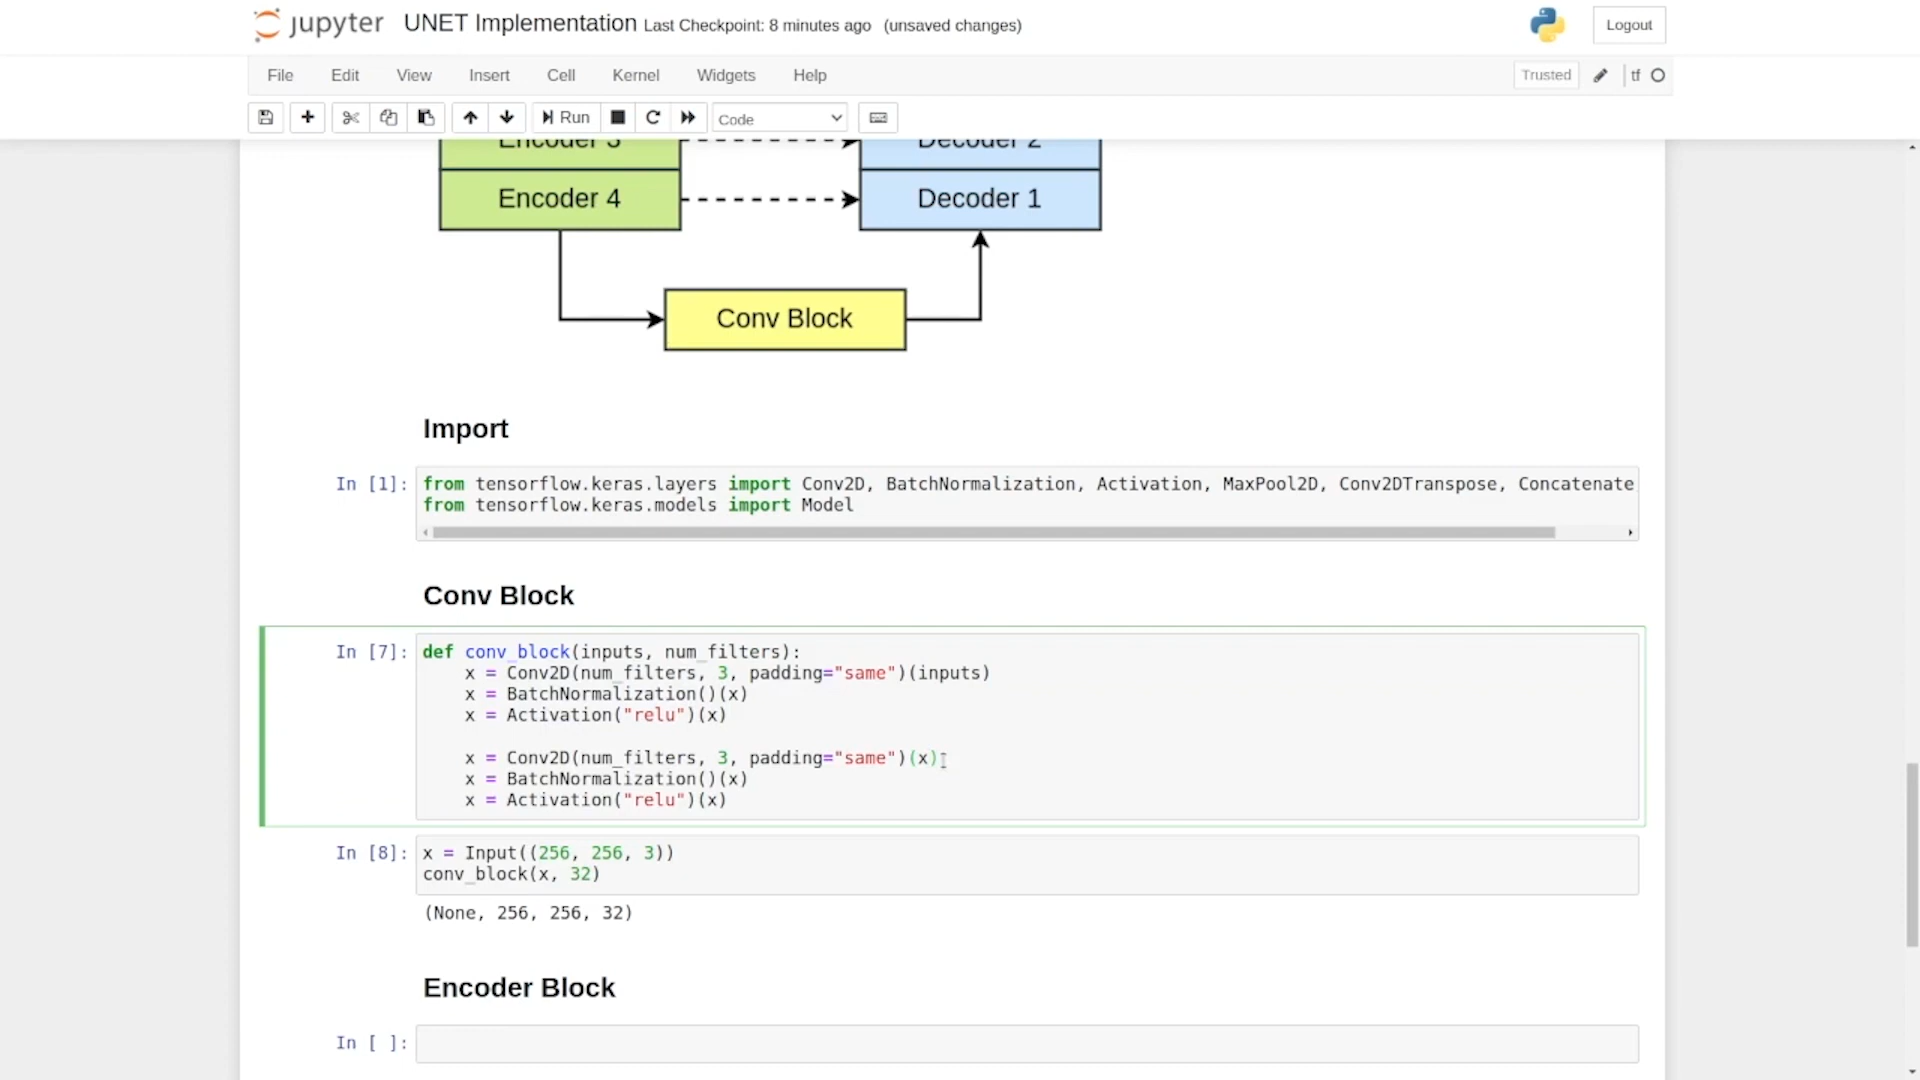 jupyter UNET Implementation Last Checkpoint: 8 minutes ago (unsaved changes) Logout
File Edit View Insert Cell Kernel Widgets Help Trusted tf
Run Code
Encoder 3 Decoder 2
Encoder 4 Decoder 1
Conv Block
Import
In [1]: from tensorflow.keras.layers import Conv2D, BatchNormalization, Activation, MaxPool2D, Conv2DTranspose, Concatenate
from tensorflow.keras.models import Model
Conv Block
In [7]: def conv_block(inputs, num_filters):
x = Conv2D(num_filters, 3, padding="same")(inputs)
x = BatchNormalization()(x)
x = Activation("relu")(x)
x = Conv2D(num_filters, 3, padding="same")(x)
x = BatchNormalization()(x)
x = Activation("relu")(x)
In [8]: x = Input((256, 256, 3))
conv_block(x, 32)
(None, 256, 256, 32)
Encoder Block
In [ ]: